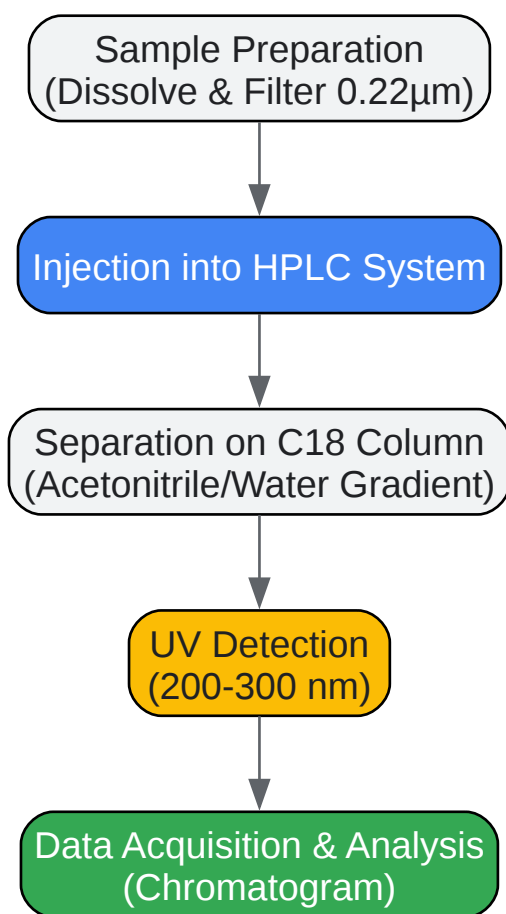 Sample Preparation
(Dissolve & Filter 0.22µm)
Injection into HPLC System
Separation on C18 Column
(Acetonitrile/Water Gradient)
UV Detection
(200-300 nm)
Data Acquisition & Analysis
(Chromatogram)